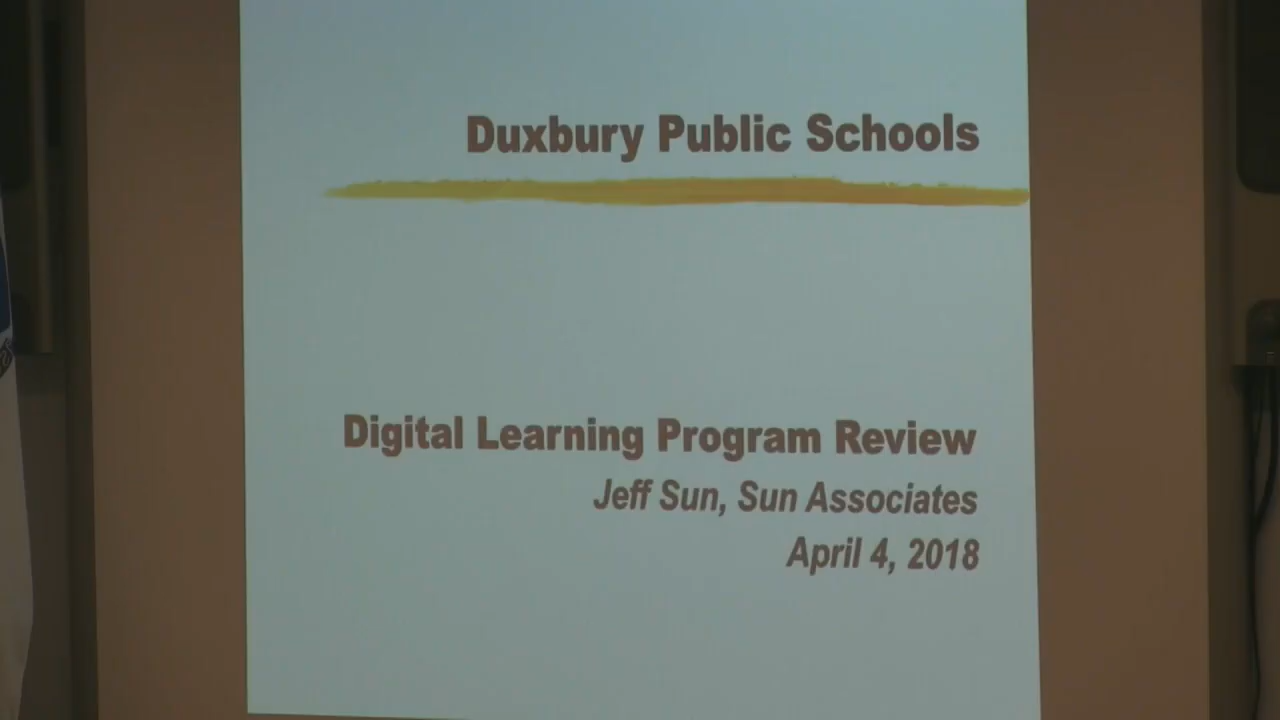 Duxbury Public Schools
Digital Learning Program Review
Jeff Sun, Sun Associates
April 4, 2018